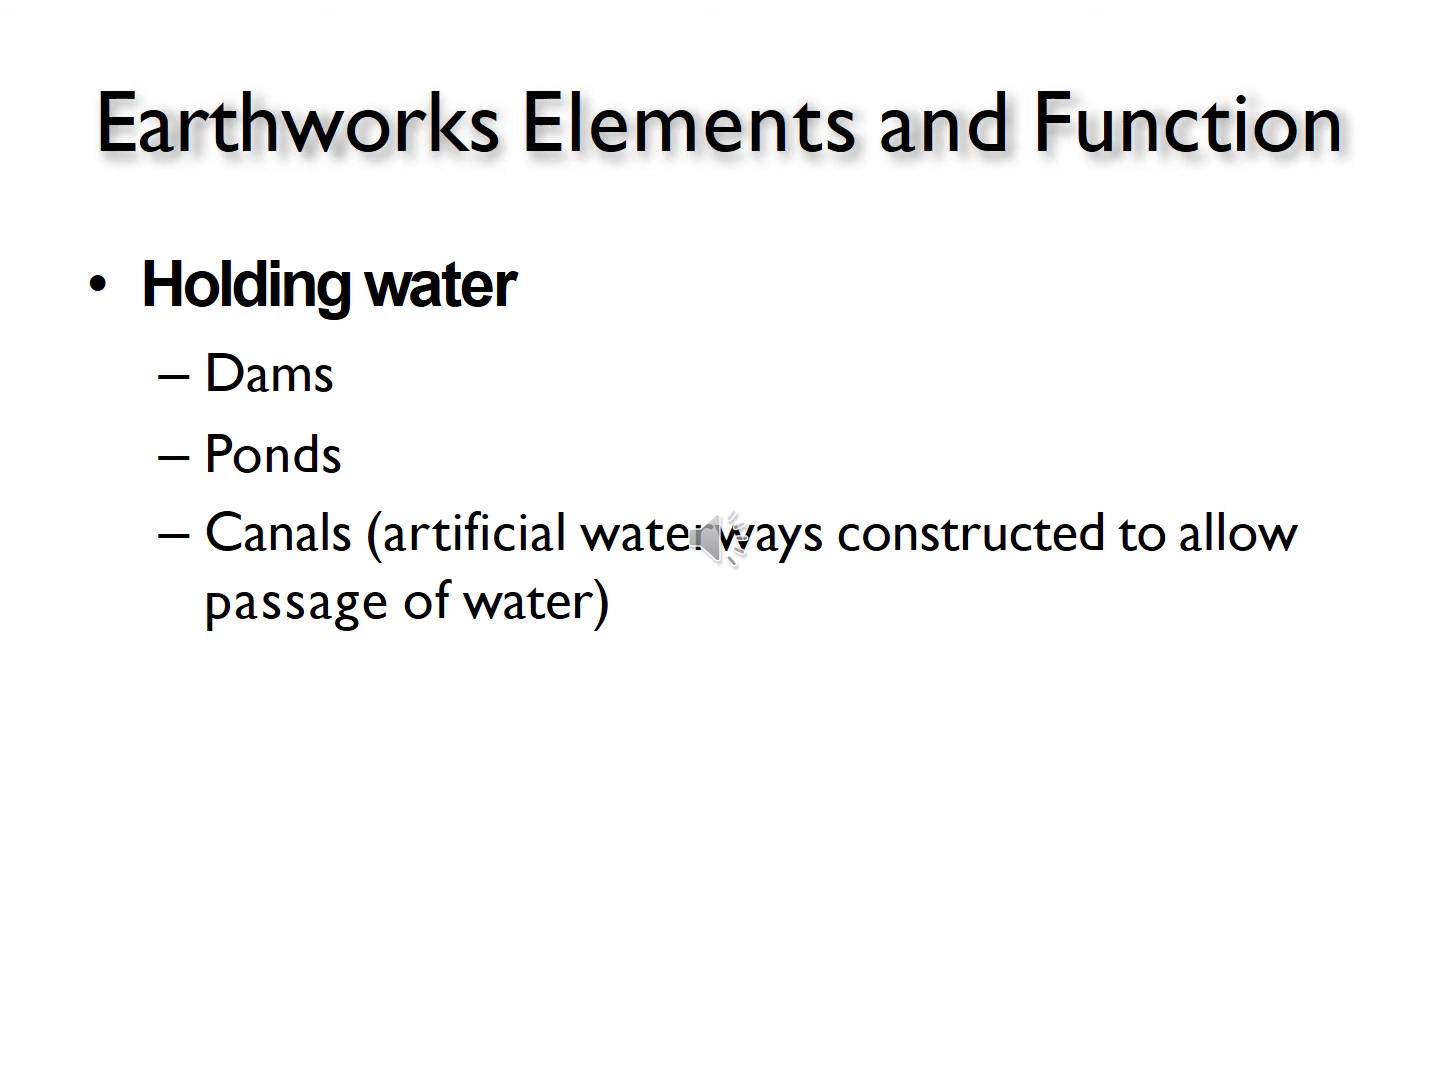 Earthworks Elements and Function
• Holding water
– Dams
– Ponds
– Canals (artificial waterways constructed to allow
passage of water)